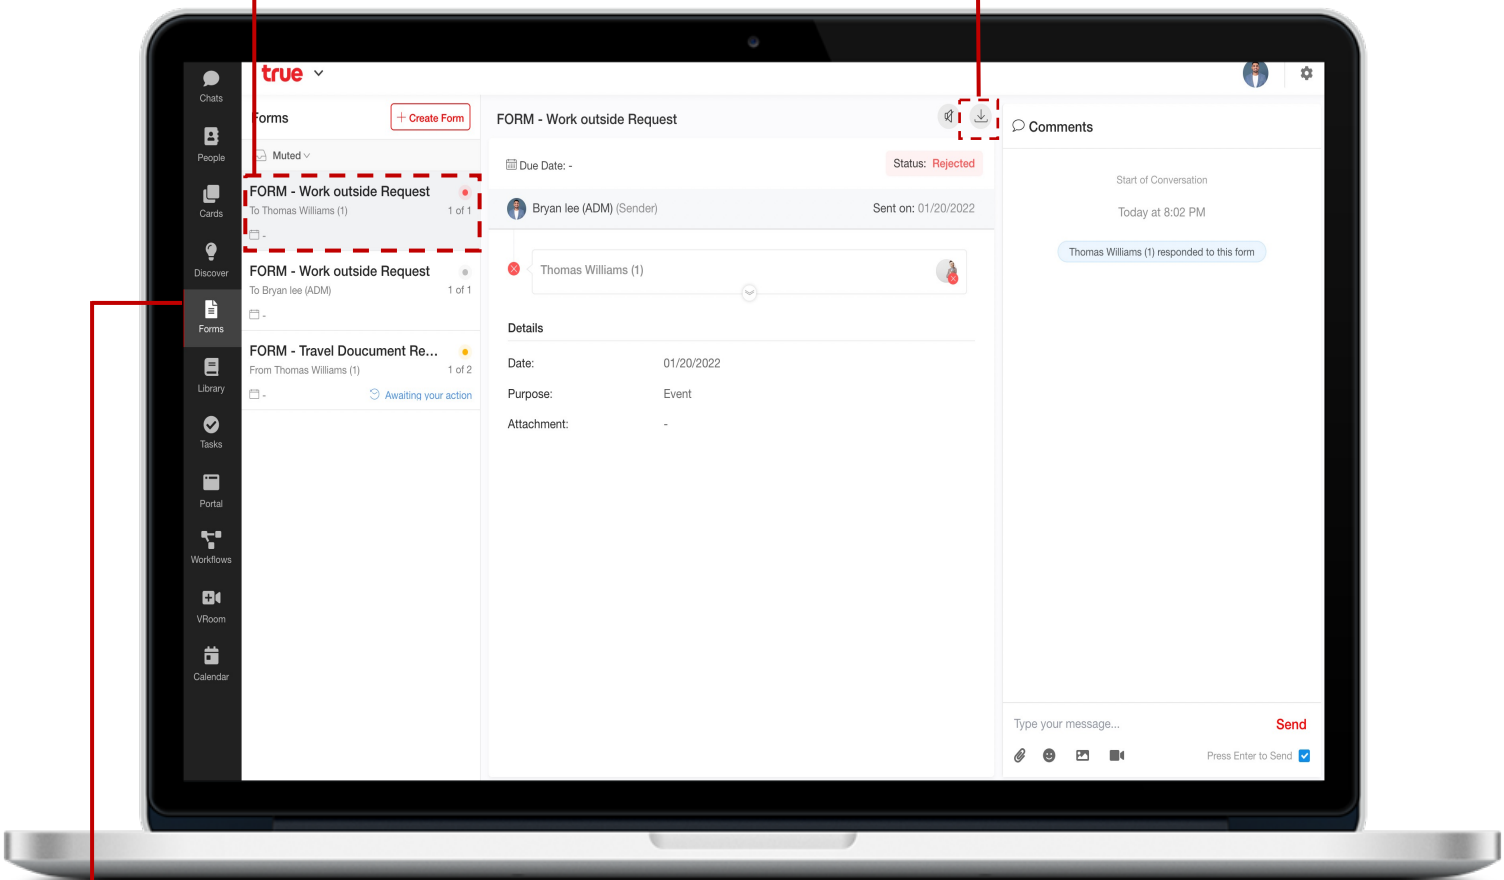 true
Chats
People
Cards
Discover
Forms
Library
Tasks
Portal
Workflows
VRoom
Calendar
Forms
+ Create Form
Muted
FORM - Work outside Request
To Thomas Williams (1) 1 of 1
-
FORM - Work outside Request
To Bryan lee (ADM) 1 of 1
-
FORM - Travel Doucument Re...
From Thomas Williams (1) 1 of 2
- Awaiting your action
FORM - Work outside Request
Due Date: - Status: Rejected
Bryan lee (ADM) (Sender) Sent on: 01/20/2022
Thomas Williams (1)
Details
Date: 01/20/2022
Purpose: Event
Attachment: -
Comments
Start of Conversation
Today at 8:02 PM
Thomas Williams (1) responded to this form
Type your message... Send
Press Enter to Send